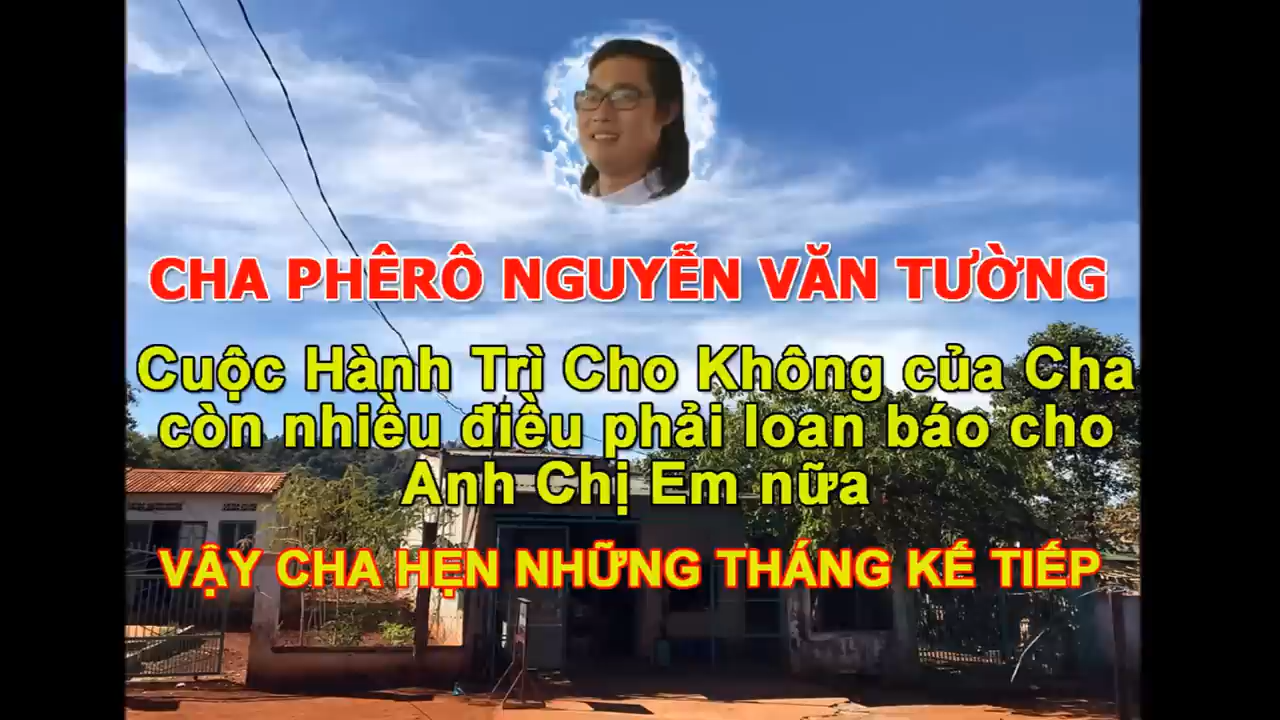 CHA PHÊRÔ NGUYỄN VĂN TƯỜNG
Cuộc Hành Trì Cho Không của Cha
còn nhiều điều phải loan báo cho
Anh Chị Em nữa
VẬY CHA HẸN NHỮNG THÁNG KẾ TIẾP